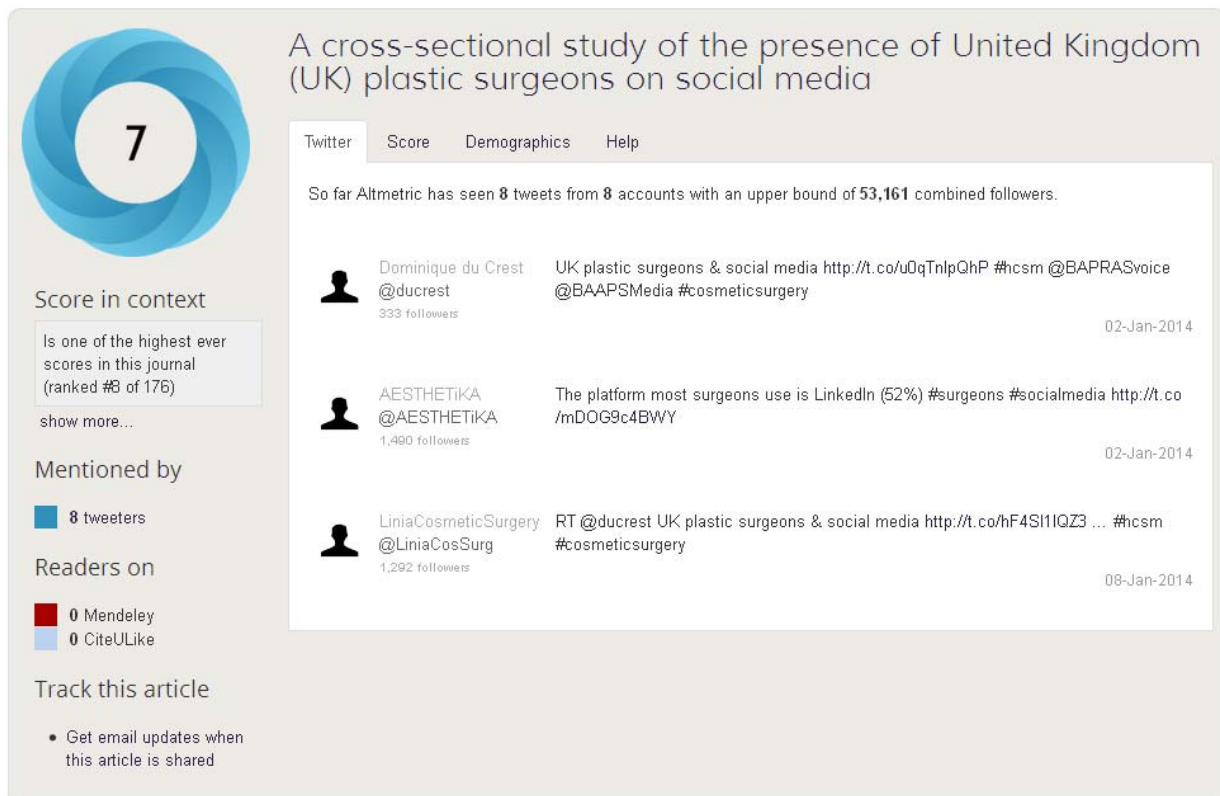 A cross-sectional study of the presence of United Kingdom
(UK) plastic surgeons on social media
7
Twitter
Score
Demographics
Help
So far Altmetric has seen 8 tweets from 8 accounts with an upper bound of 53,161 combined followers.
Dominique du Crest
@ducrest
333 followers
UK plastic surgeons & social media http://t.co/u0qTnlpQhP #hcsm @BAPRASvoice
@BAAPSMedia #cosmeticsurgery
02-Jan-2014
AESTHETiKA
@AESTHETiKA
1,490 followers
The platform most surgeons use is LinkedIn (52%) #surgeons #socialmedia http://t.co
/mDOG9c4BWY
02-Jan-2014
LiniaCosmeticSurgery
@LiniaCosSurg
1,292 followers
RT @ducrest UK plastic surgeons & social media http://t.co/hF4Sl1IQZ3 ... #hcsm
#cosmeticsurgery
08-Jan-2014
Score in context
Is one of the highest ever
scores in this journal
(ranked #8 of 176)
show more...
Mentioned by
8 tweeters
Readers on
0 Mendeley
0 CiteULike
Track this article
• Get email updates when
this article is shared